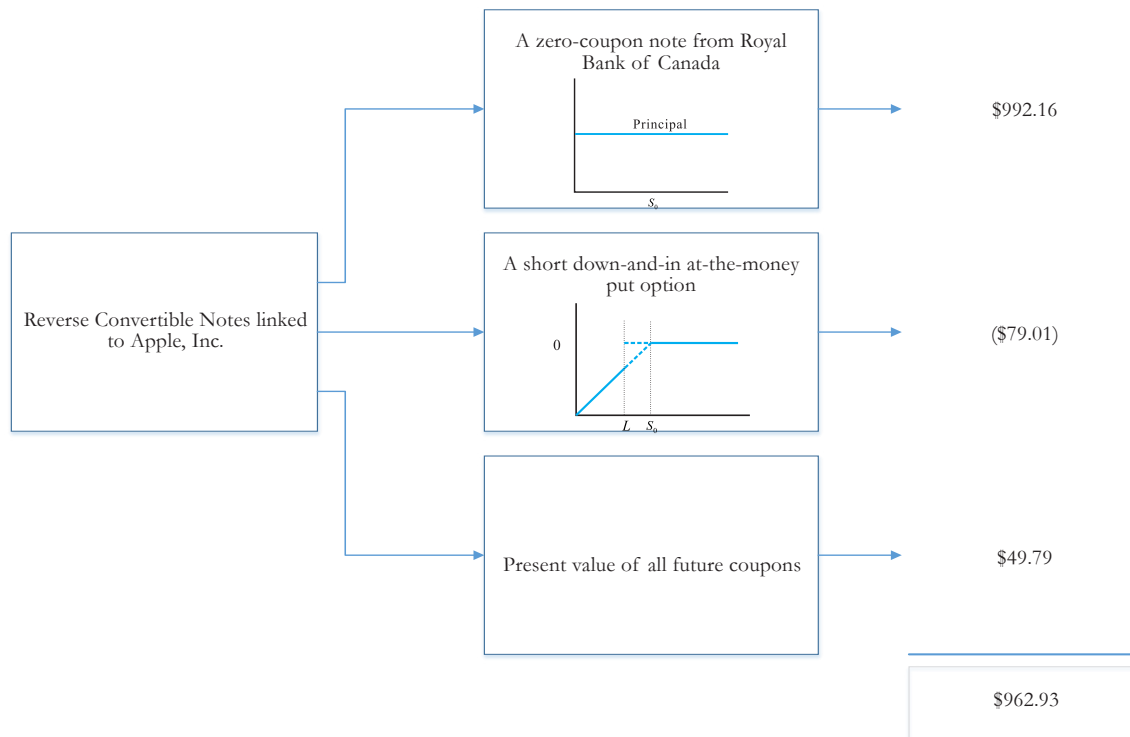 A zero-coupon note from Royal
Bank of Canada
Principal
S₀
$992.16
Reverse Convertible Notes linked
to Apple, Inc.
A short down-and-in at-the-money
put option
0
L S₀
($79.01)
Present value of all future coupons
$49.79
$962.93